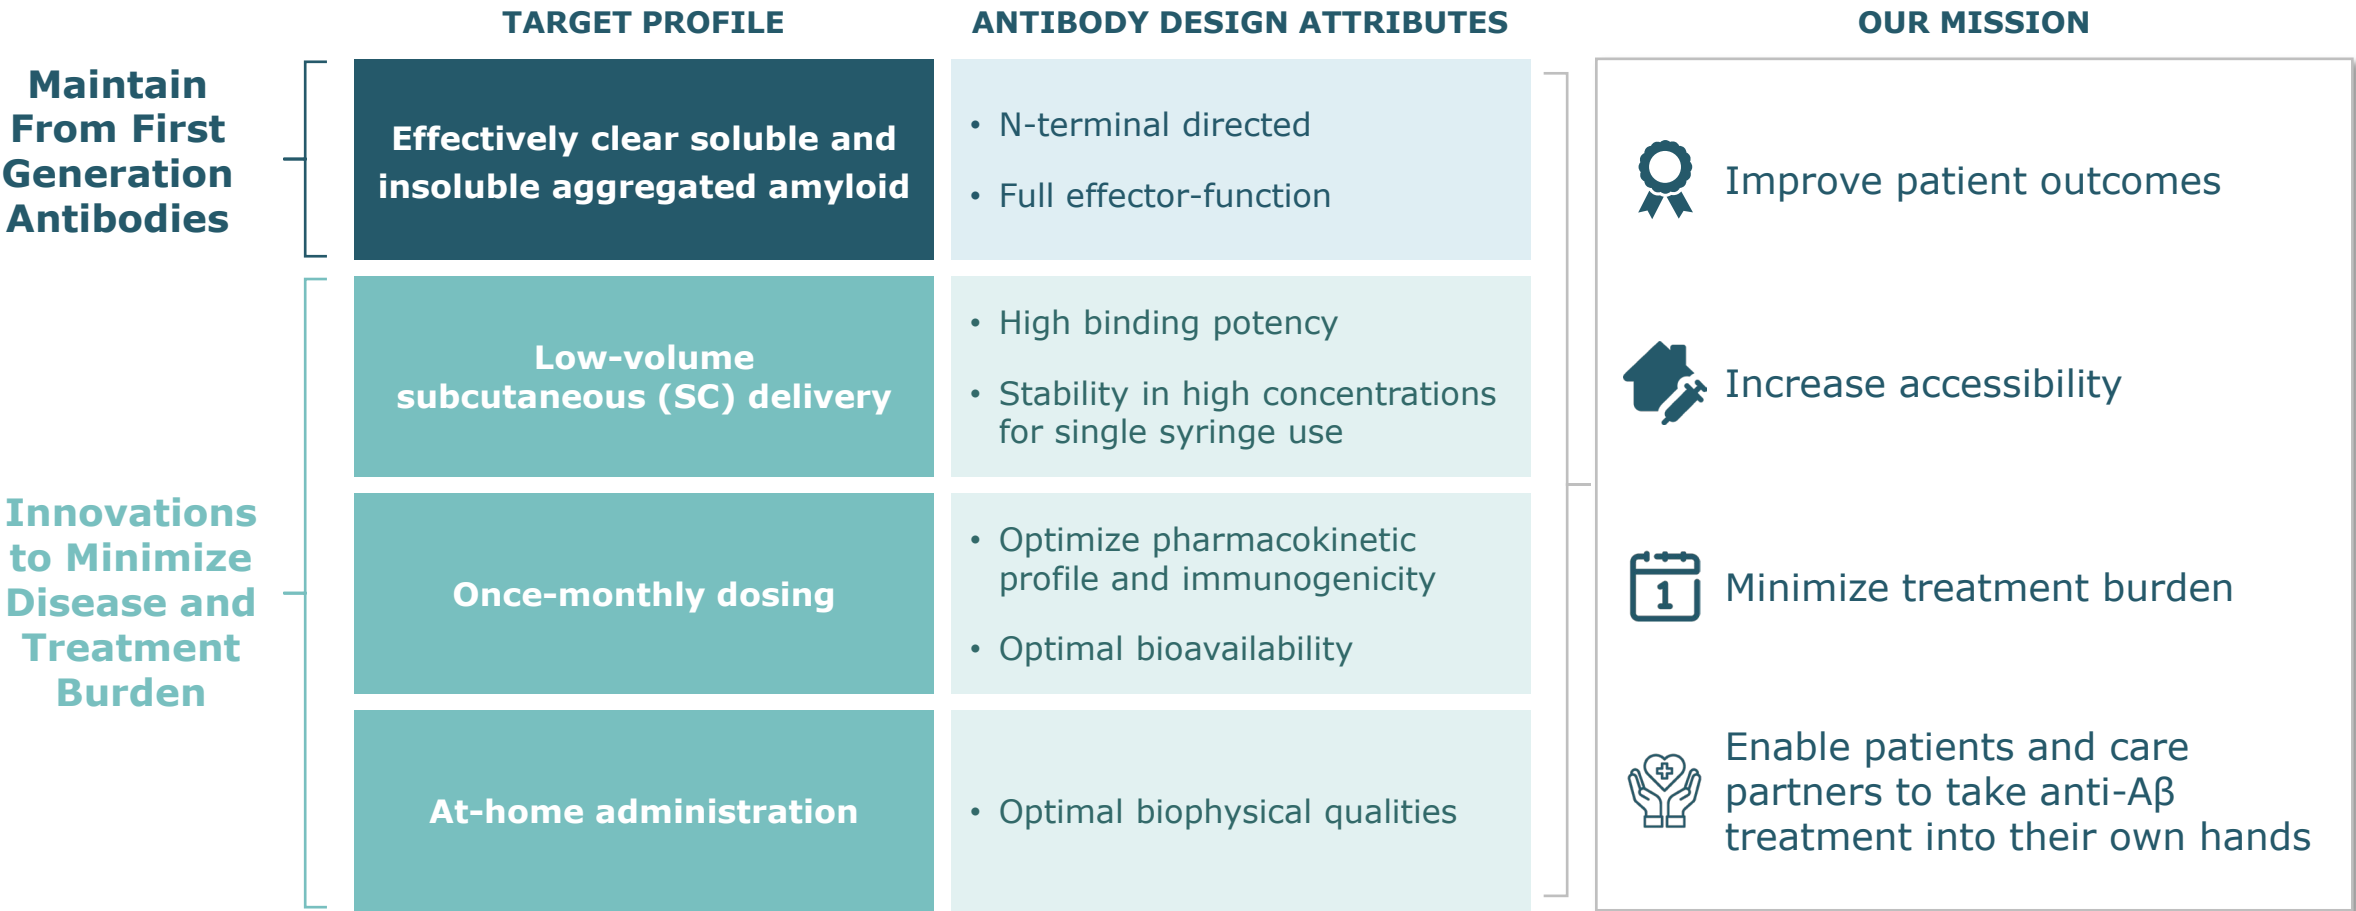 TARGET PROFILE
ANTIBODY DESIGN ATTRIBUTES
OUR MISSION
Maintain
From First
Generation
Antibodies
Effectively clear soluble and
insoluble aggregated amyloid
• N-terminal directed
• Full effector-function
Innovations
to Minimize
Disease and
Treatment
Burden
Low-volume
subcutaneous (SC) delivery
• High binding potency
• Stability in high concentrations
for single syringe use
Once-monthly dosing
• Optimize pharmacokinetic
profile and immunogenicity
• Optimal bioavailability
At-home administration
• Optimal biophysical qualities
Improve patient outcomes
Increase accessibility
1
Minimize treatment burden
Enable patients and care
partners to take anti-Aβ
treatment into their own hands